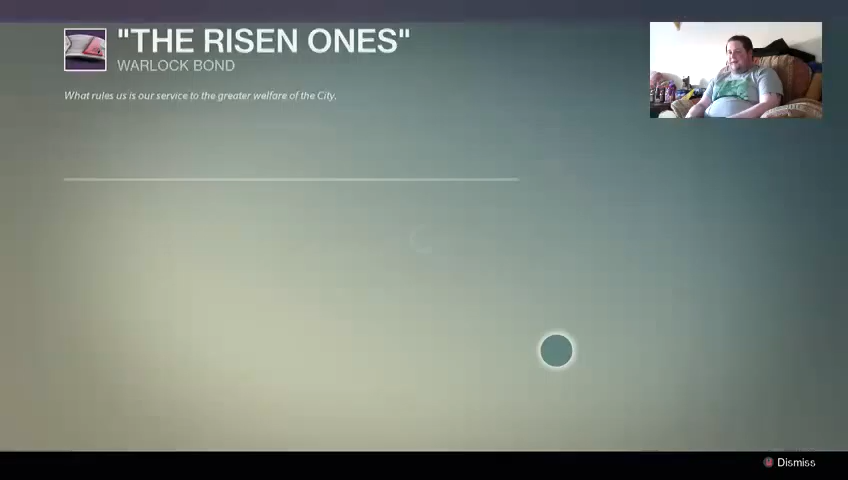 "THE RISEN ONES"
WARLOCK BOND
What rules us is our service to the greater welfare of the City.
Dismiss